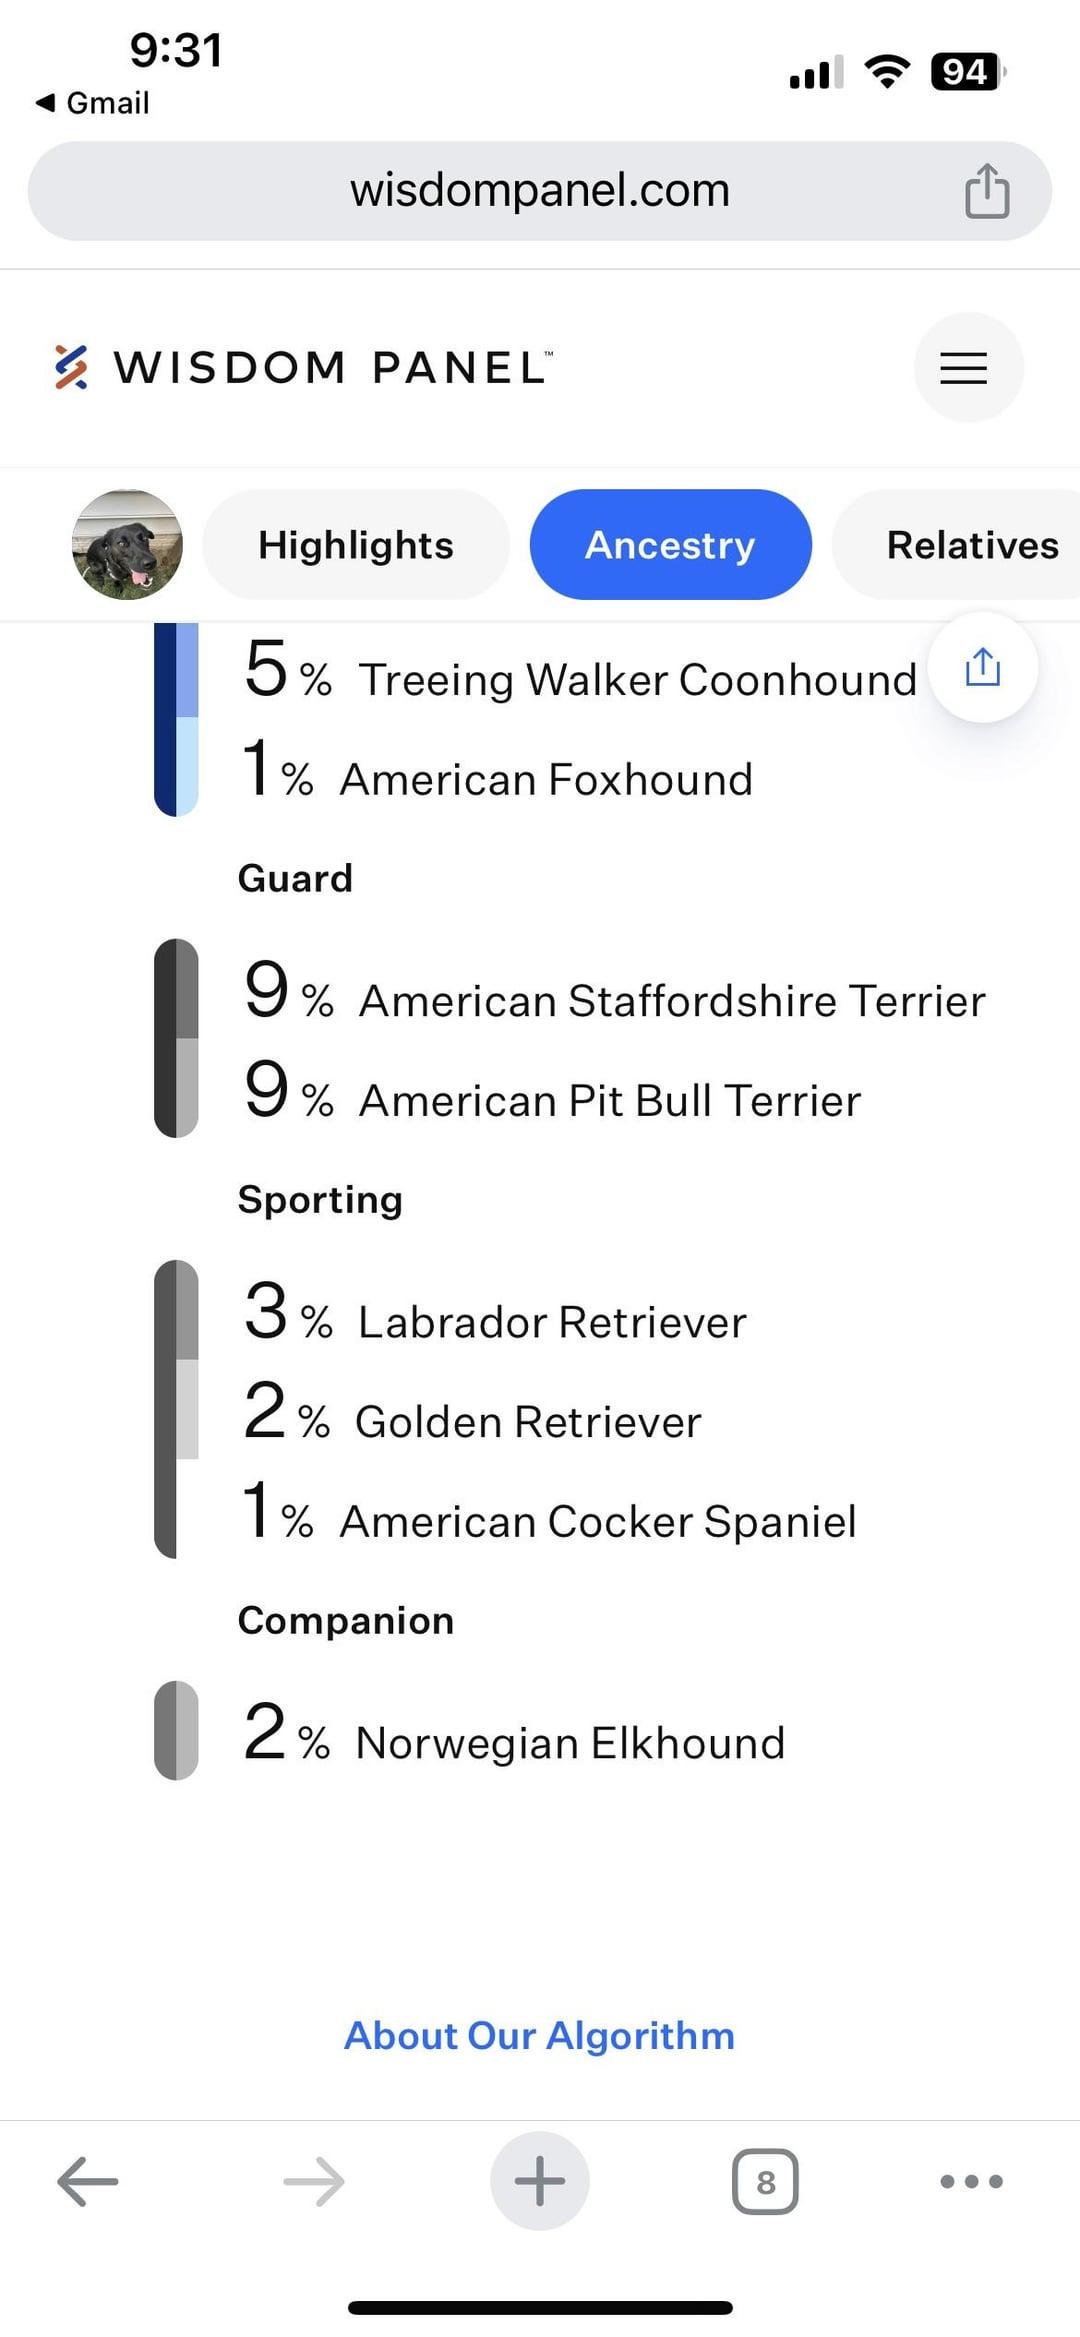 9:31
94
◀ Gmail
wisdompanel.com
WISDOM PANEL™
Highlights
Ancestry
Relatives
5% Treeing Walker Coonhound
1% American Foxhound
Guard
9% American Staffordshire Terrier
9% American Pit Bull Terrier
Sporting
3% Labrador Retriever
2% Golden Retriever
1% American Cocker Spaniel
Companion
2% Norwegian Elkhound
About Our Algorithm
8